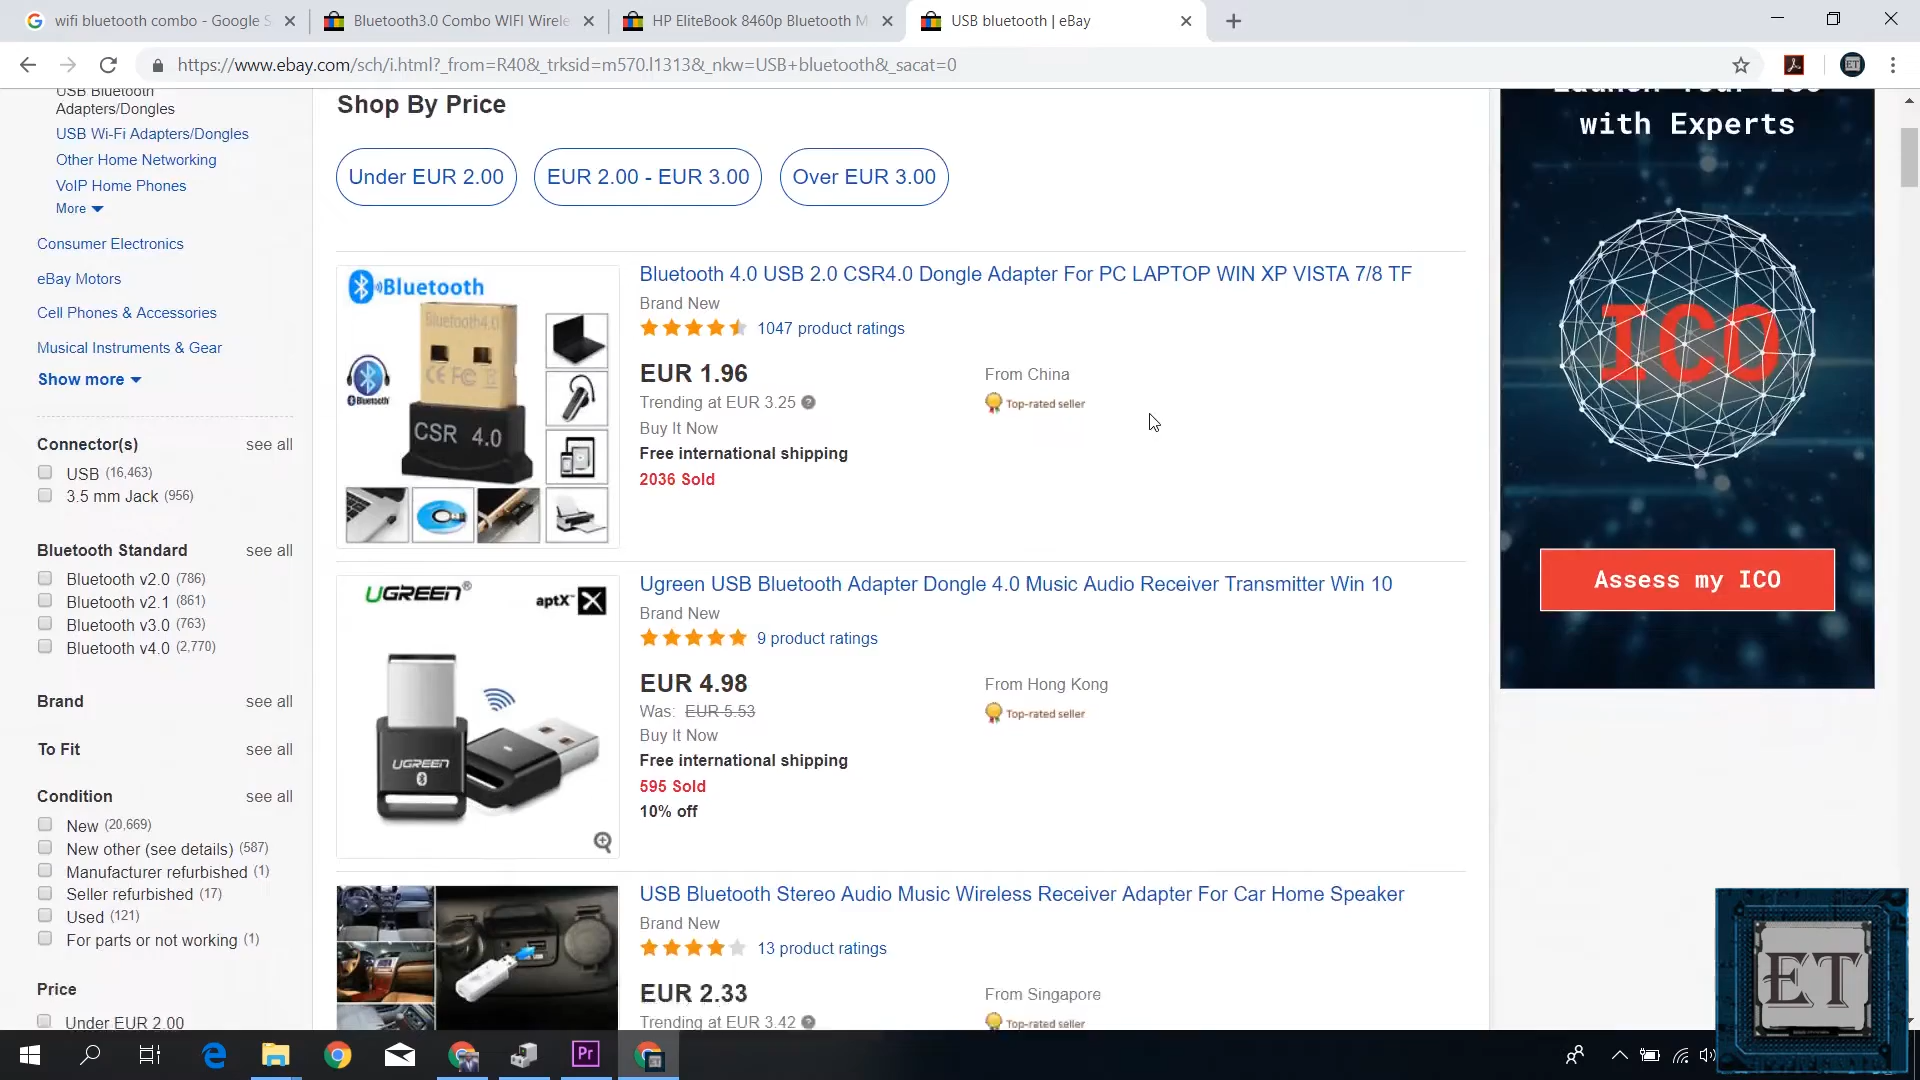 wifi bluetooth combo - Google S
Bluetooth3.0 Combo WIFI Wirele
HP EliteBook 8460p Bluetooth M
USB bluetooth | eBay
https://www.ebay.com/sch/i.html?_from=R40&_trksid=m570.l1313&_nkw=USB+bluetooth&_sacat=0
ET
USB Bluetooth
Adapters/Dongles
USB Wi-Fi Adapters/Dongles
Other Home Networking
VoIP Home Phones
More
Consumer Electronics
eBay Motors
Cell Phones & Accessories
Musical Instruments & Gear
Show more
Connector(s) see all
USB (16,463)
3.5 mm Jack (956)
Bluetooth Standard see all
Bluetooth v2.0 (786)
Bluetooth v2.1 (861)
Bluetooth v3.0 (763)
Bluetooth v4.0 (2,770)
Brand see all
To Fit see all
Condition see all
New (20,669)
New other (see details) (587)
Manufacturer refurbished (1)
Seller refurbished (17)
Used (121)
For parts or not working (1)
Price
Under EUR 2.00
Shop By Price
Under EUR 2.00
EUR 2.00 - EUR 3.00
Over EUR 3.00
Bluetooth
Bluetooth4.0
CE FC
CSR 4.0
Bluetooth
Bluetooth 4.0 USB 2.0 CSR4.0 Dongle Adapter For PC LAPTOP WIN XP VISTA 7/8 TF
Brand New
1047 product ratings
EUR 1.96
From China
Trending at EUR 3.25 ?
Top-rated seller
Buy It Now
Free international shipping
2036 Sold
UGREEN®
aptX™ X
UGREEN
Ugreen USB Bluetooth Adapter Dongle 4.0 Music Audio Receiver Transmitter Win 10
Brand New
9 product ratings
EUR 4.98
From Hong Kong
Was: EUR 5.53
Top-rated seller
Buy It Now
Free international shipping
595 Sold
10% off
USB Bluetooth Stereo Audio Music Wireless Receiver Adapter For Car Home Speaker
Brand New
13 product ratings
EUR 2.33
From Singapore
Trending at EUR 3.42 ?
Top-rated seller
Launch Your ICO
with Experts
ICO
Assess my ICO
ET
Pr